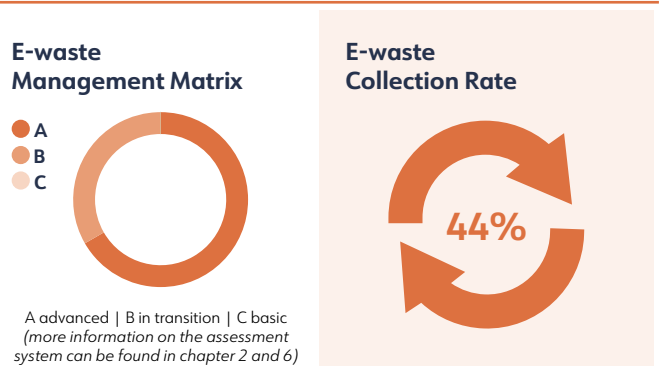 E-waste
Management Matrix
A
B
C
A advanced | B in transition | C basic
(more information on the assessment
system can be found in chapter 2 and 6)
E-waste
Collection Rate
44%